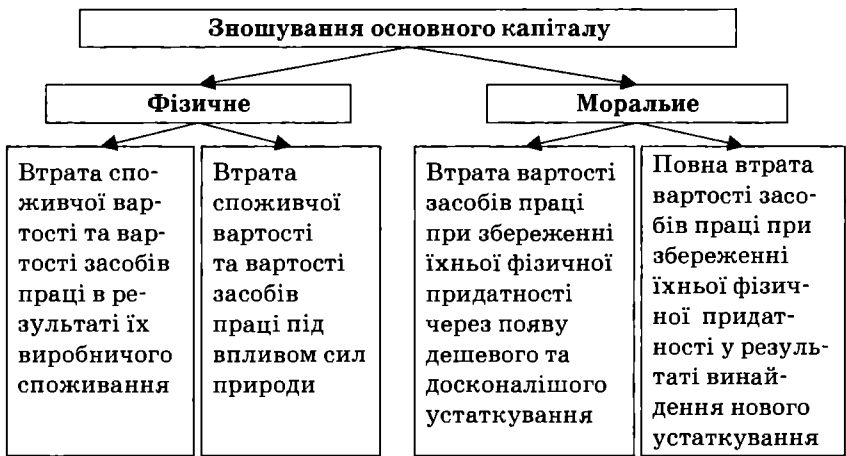 Зношування основного капіталу
Фізичне
Моральие
Втрата спо-
живчої вар-
тості та вар-
тості засобів
праці в ре-
зультаті їх
виробничого
споживання
Втрата
споживчої
вартості
та вартості
засобів
праці під
впливом сил
природи
Втрата вартості
засобів праці
при збереженні
їхньої фізичної
придатності
через появу
дешевого та
досконалішого
устаткування
Повна втрата
вартості засо-
бів праці при
збереженні
їхньої фізич-
ної придат-
ності у резуль-
таті винай-
дення нового
устаткування